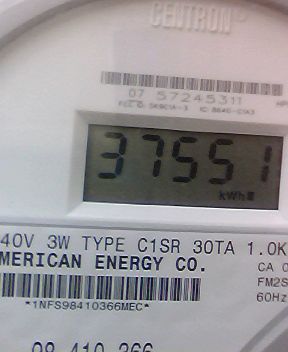 CENTRON®
07 57245311
37551
kWh
40V 3W TYPE C1SR 30TA 1.0K
MERICAN ENERGY CO.
CA 0
FM2S
60Hz
*1NFS98410366MEC*
98 410 366